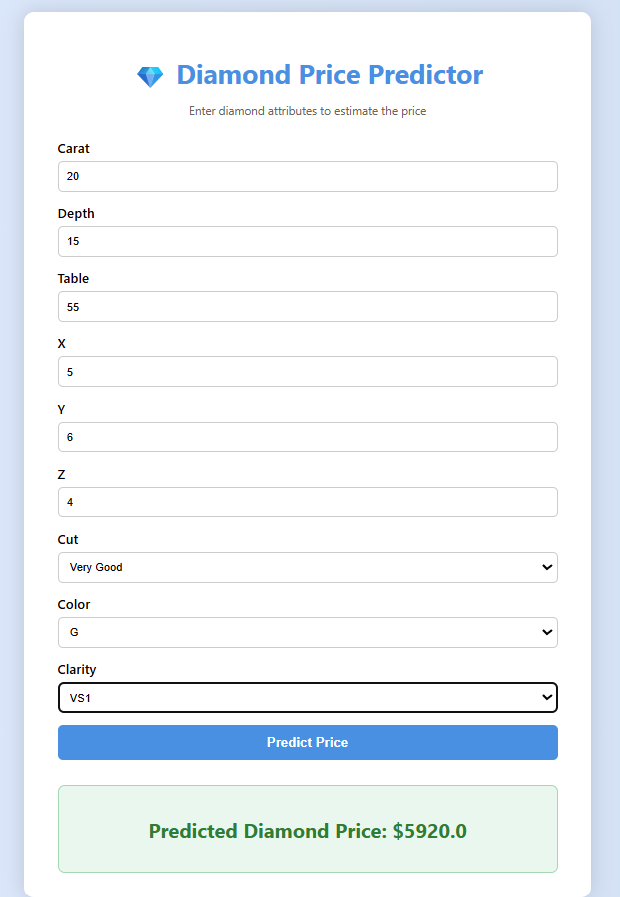 Diamond Price Predictor
Enter diamond attributes to estimate the price
Carat
20
Depth
15
Table
55
X
5
Y
6
Z
4
Cut
Very Good
Color
G
Clarity
VS1
Predict Price
Predicted Diamond Price: $5920.0